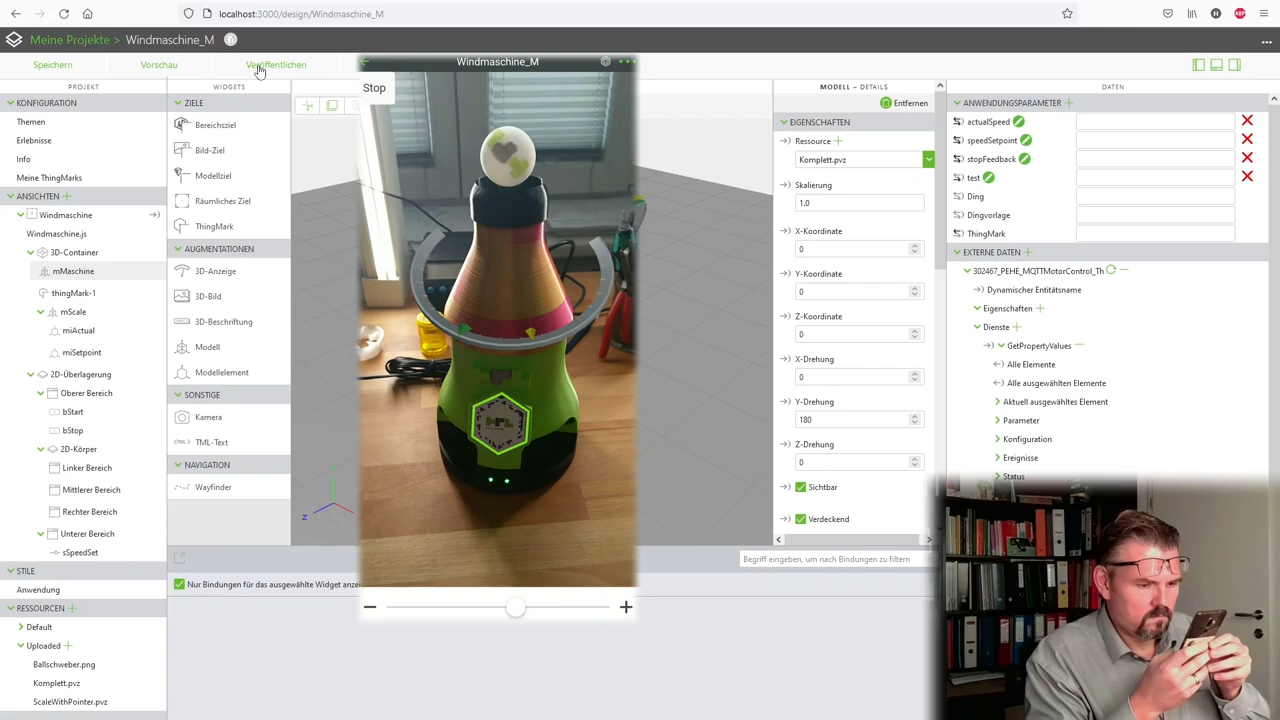 localhost:3000/design/Windmaschine_M
Meine Projekte > Windmaschine_M
Speichern
Vorschau
Veröffentlichen
PROJEKT
KONFIGURATION
Themen
Erlebnisse
Info
Meine ThingMarks
ANSICHTEN
Windmaschine
Windmaschine.js
3D-Container
mMaschine
thingMark-1
mScale
miActual
miSetpoint
2D-Überlagerung
Oberer Bereich
bStart
bStop
2D-Körper
Linker Bereich
Mittlerer Bereich
Rechter Bereich
Unterer Bereich
sSpeedSet
STILE
Anwendung
RESSOURCEN
Default
Uploaded
Ballschweber.png
Komplett.pvz
ScaleWithPointer.pvz
WIDGETS
ZIELE
Bereichsziel
Bild-Ziel
Modellziel
Räumliches Ziel
ThingMark
AUGMENTATIONEN
3D-Anzeige
3D-Bild
3D-Beschriftung
Modell
Modellelement
SONSTIGE
Kamera
TML-Text
NAVIGATION
Wayfinder
Windmaschine_M
Stop
Z
Begriff eingeben, um nach Bindungen zu filtern
Nur Bindungen für das ausgewählte Widget anzei
MODELL – DETAILS
Entfernen
EIGENSCHAFTEN
Ressource
Komplett.pvz
Skalierung
1.0
X-Koordinate
0
Y-Koordinate
0
Z-Koordinate
0
X-Drehung
0
Y-Drehung
180
Z-Drehung
0
Sichtbar
Verdeckend
DATEN
ANWENDUNGSPARAMETER
actualSpeed
speedSetpoint
stopFeedback
test
Ding
Dingvorlage
ThingMark
EXTERNE DATEN
302467_PEHE_MQTTMotorControl_Th
Dynamischer Entitätsname
Eigenschaften
Dienste
GetPropertyValues
Alle Elemente
Alle ausgewählten Elemente
Aktuell ausgewähltes Element
Parameter
Konfiguration
Ereignisse
Status